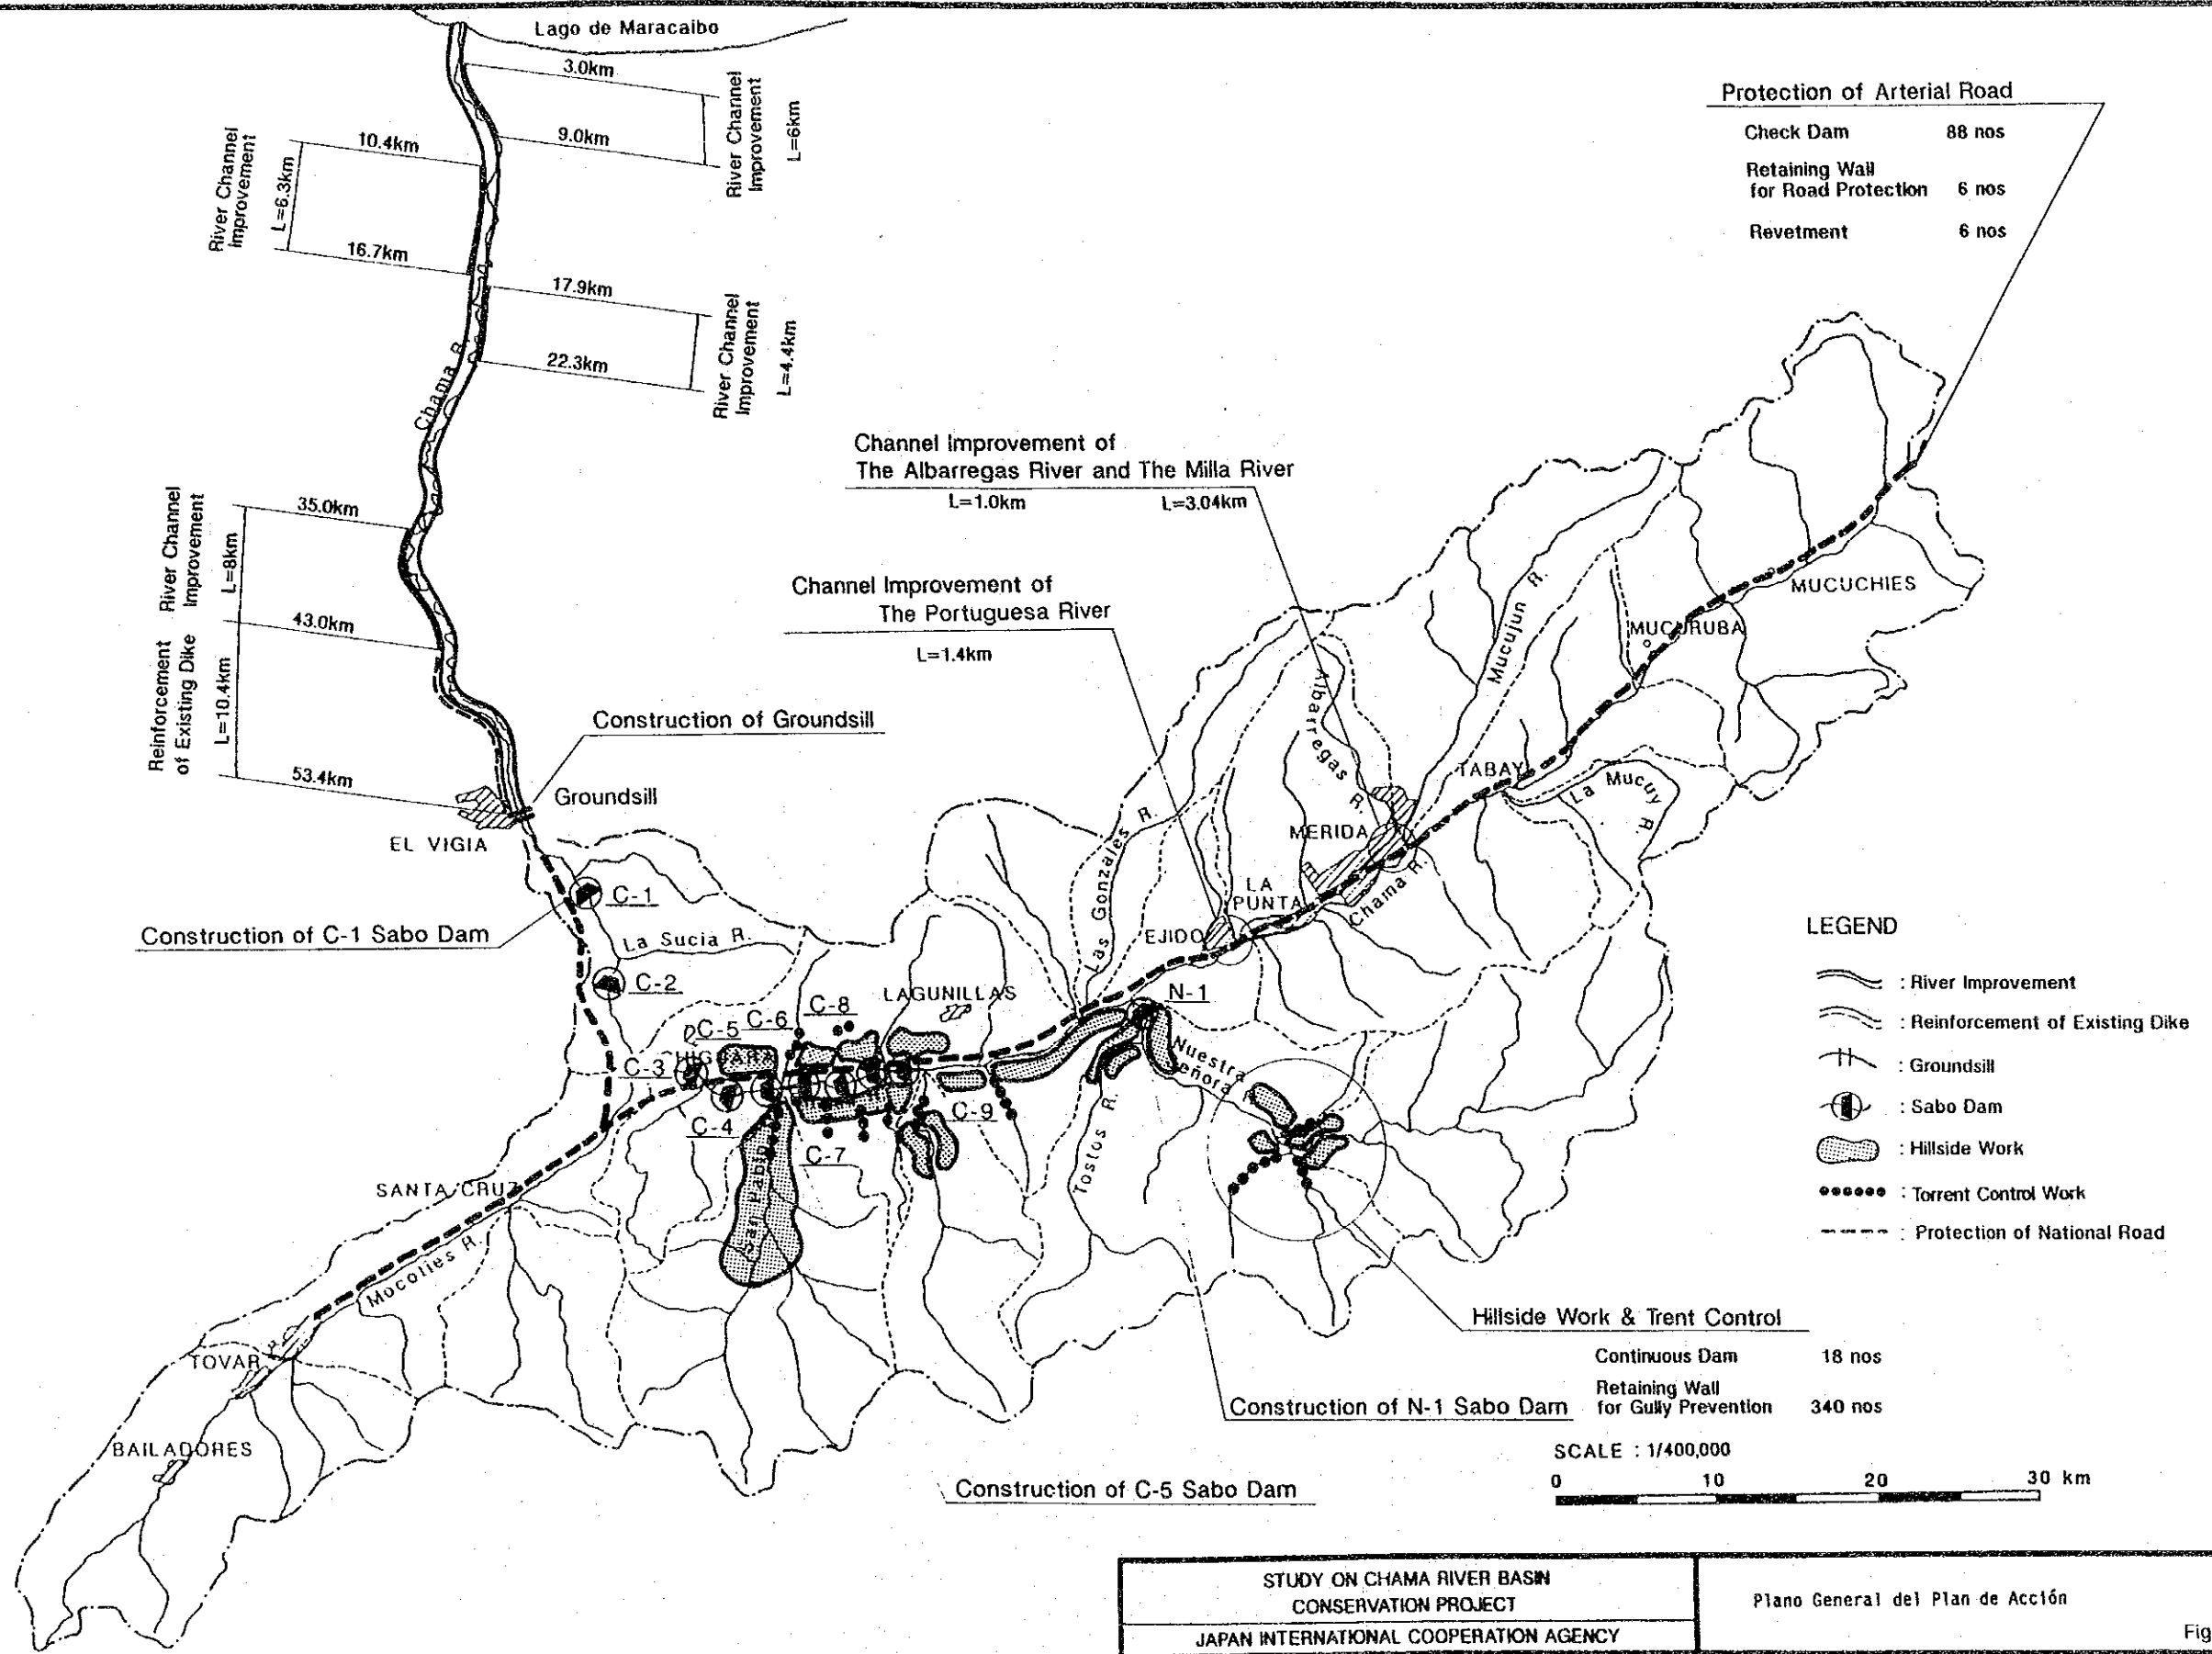 Lago de Maracaibo
3.0km
9.0km
River Channel
Improvement
L=6km
10.4km
16.7km
River Channel
Improvement
L=6.3km
17.9km
22.3km
River Channel
Improvement
L=4.4km
Chama R.
35.0km
43.0km
53.4km
River Channel
Improvement
L=8km
Reinforcement
of Existing Dike
L=10.4km
Protection of Arterial Road
Check Dam 88 nos
Retaining Wall
for Road Protection 6 nos
Revetment 6 nos
Channel Improvement of
The Albarregas River and The Milla River
L=1.0km L=3.04km
Channel Improvement of
The Portuguesa River
L=1.4km
Construction of Groundsill
Groundsill
EL VIGIA
C-1
Construction of C-1 Sabo Dam
La Sucia R.
C-2
C-3
C-4
C-5
C-6
C-7
C-8
C-9
LAGUNILLAS
San Pablo
SANTA CRUZ
Mocoties R.
TOVAR
BAILADORES
Las Gonzales R.
Albarregas R.
Mucujun R.
MUCUCHIES
MUCURUBA
TABAY
La Mucuy R.
MERIDA
Chama R.
LA
PUNTA
EJIDO
N-1
Nuestra
Señora
Tostos R.
LEGEND
: River Improvement
: Reinforcement of Existing Dike
: Groundsill
: Sabo Dam
: Hillside Work
: Torrent Control Work
: Protection of National Road
Hillside Work & Trent Control
Continuous Dam 18 nos
Retaining Wall
for Gully Prevention 340 nos
Construction of N-1 Sabo Dam
Construction of C-5 Sabo Dam
SCALE : 1/400,000
0 10 20 30 km
STUDY ON CHAMA RIVER BASIN
CONSERVATION PROJECT
JAPAN INTERNATIONAL COOPERATION AGENCY
Plano General del Plan de Acción
Fig